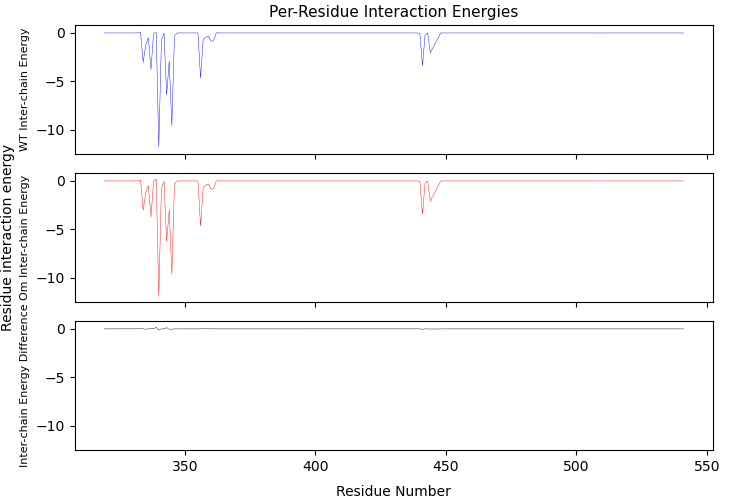 Per-Residue Interaction Energies
Residue interaction energy
WT Inter-chain Energy
0
−5
−10
Om Inter-chain Energy
0
−5
−10
Inter-chain Energy Difference
0
−5
−10
350
400
450
500
550
Residue Number